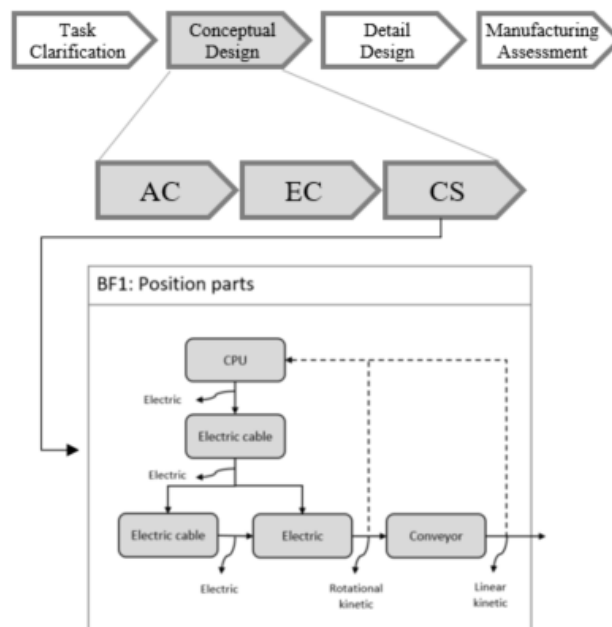 Task
Clarification
Conceptual
Design
Detail
Design
Manufacturing
Assessment
AC
EC
CS
BF1: Position parts
CPU
Electric
Electric cable
Electric
Electric cable
Electric
Conveyor
Electric
Rotational
kinetic
Linear
kinetic